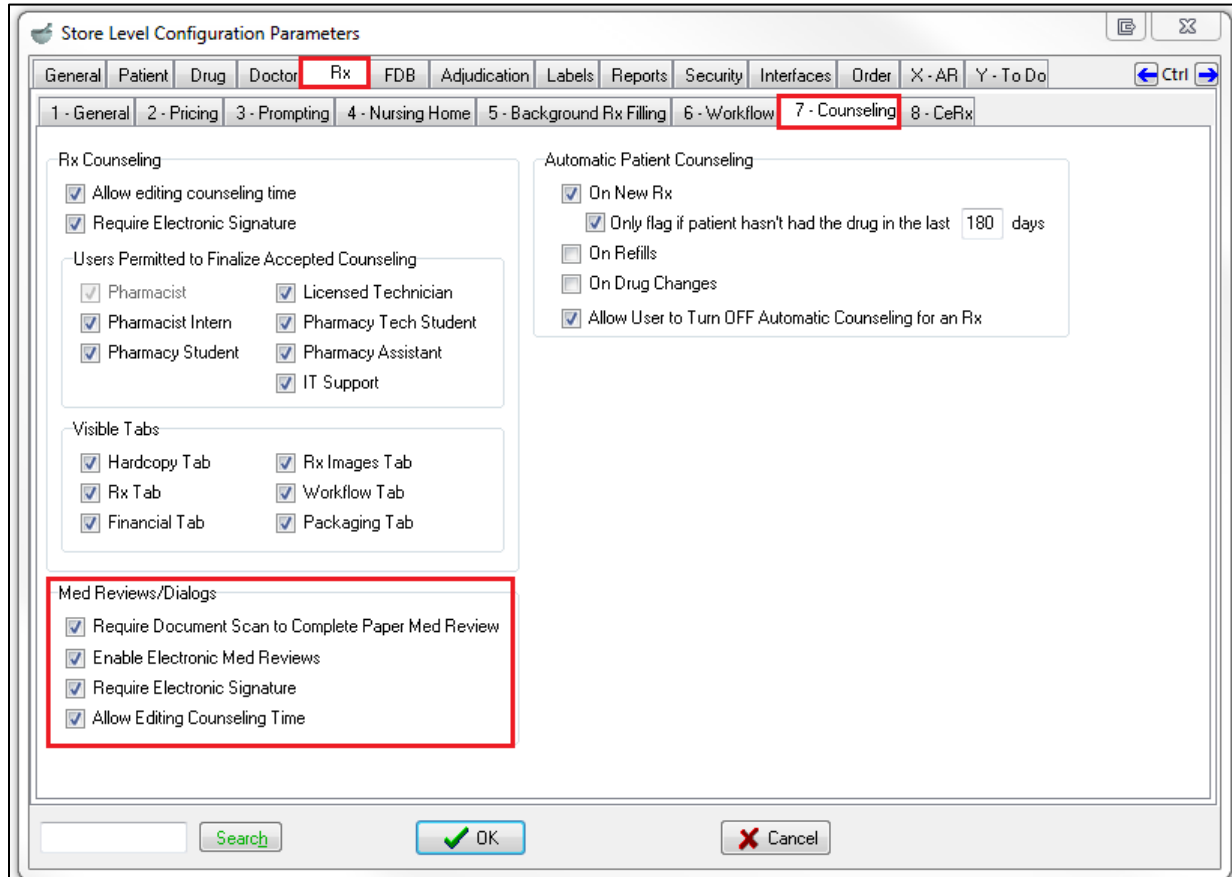 Store Level Configuration Parameters
General Patient Drug Doctor Rx FDB Adjudication Labels Reports Security Interfaces Order X - AR Y - To Do Ctrl
1 - General 2 - Pricing 3 - Prompting 4 - Nursing Home 5 - Background Rx Filling 6 - Workflow 7 - Counseling 8 - CeRx
Rx Counseling
Allow editing counseling time
Require Electronic Signature
Users Permitted to Finalize Accepted Counseling
Pharmacist Licensed Technician
Pharmacist Intern Pharmacy Tech Student
Pharmacy Student Pharmacy Assistant
IT Support
Visible Tabs
Hardcopy Tab Rx Images Tab
Rx Tab Workflow Tab
Financial Tab Packaging Tab
Med Reviews/Dialogs
Require Document Scan to Complete Paper Med Review
Enable Electronic Med Reviews
Require Electronic Signature
Allow Editing Counseling Time
Automatic Patient Counseling
On New Rx
Only flag if patient hasn't had the drug in the last 180 days
On Refills
On Drug Changes
Allow User to Turn OFF Automatic Counseling for an Rx
Search OK Cancel